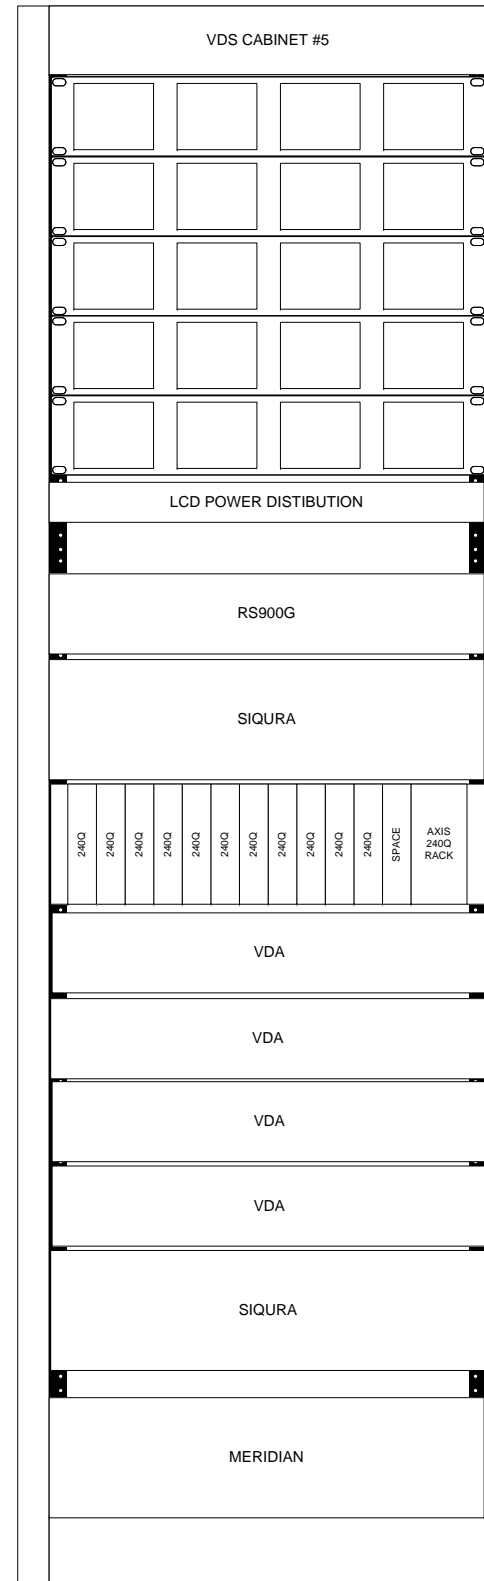 VDS CABINET #5
LCD POWER DISTIBUTION
RS900G
SIQURA
240Q
240Q
240Q
240Q
240Q
240Q
240Q
240Q
240Q
240Q
240Q
SPACE
AXIS
240Q
RACK
VDA
VDA
VDA
VDA
SIQURA
MERIDIAN